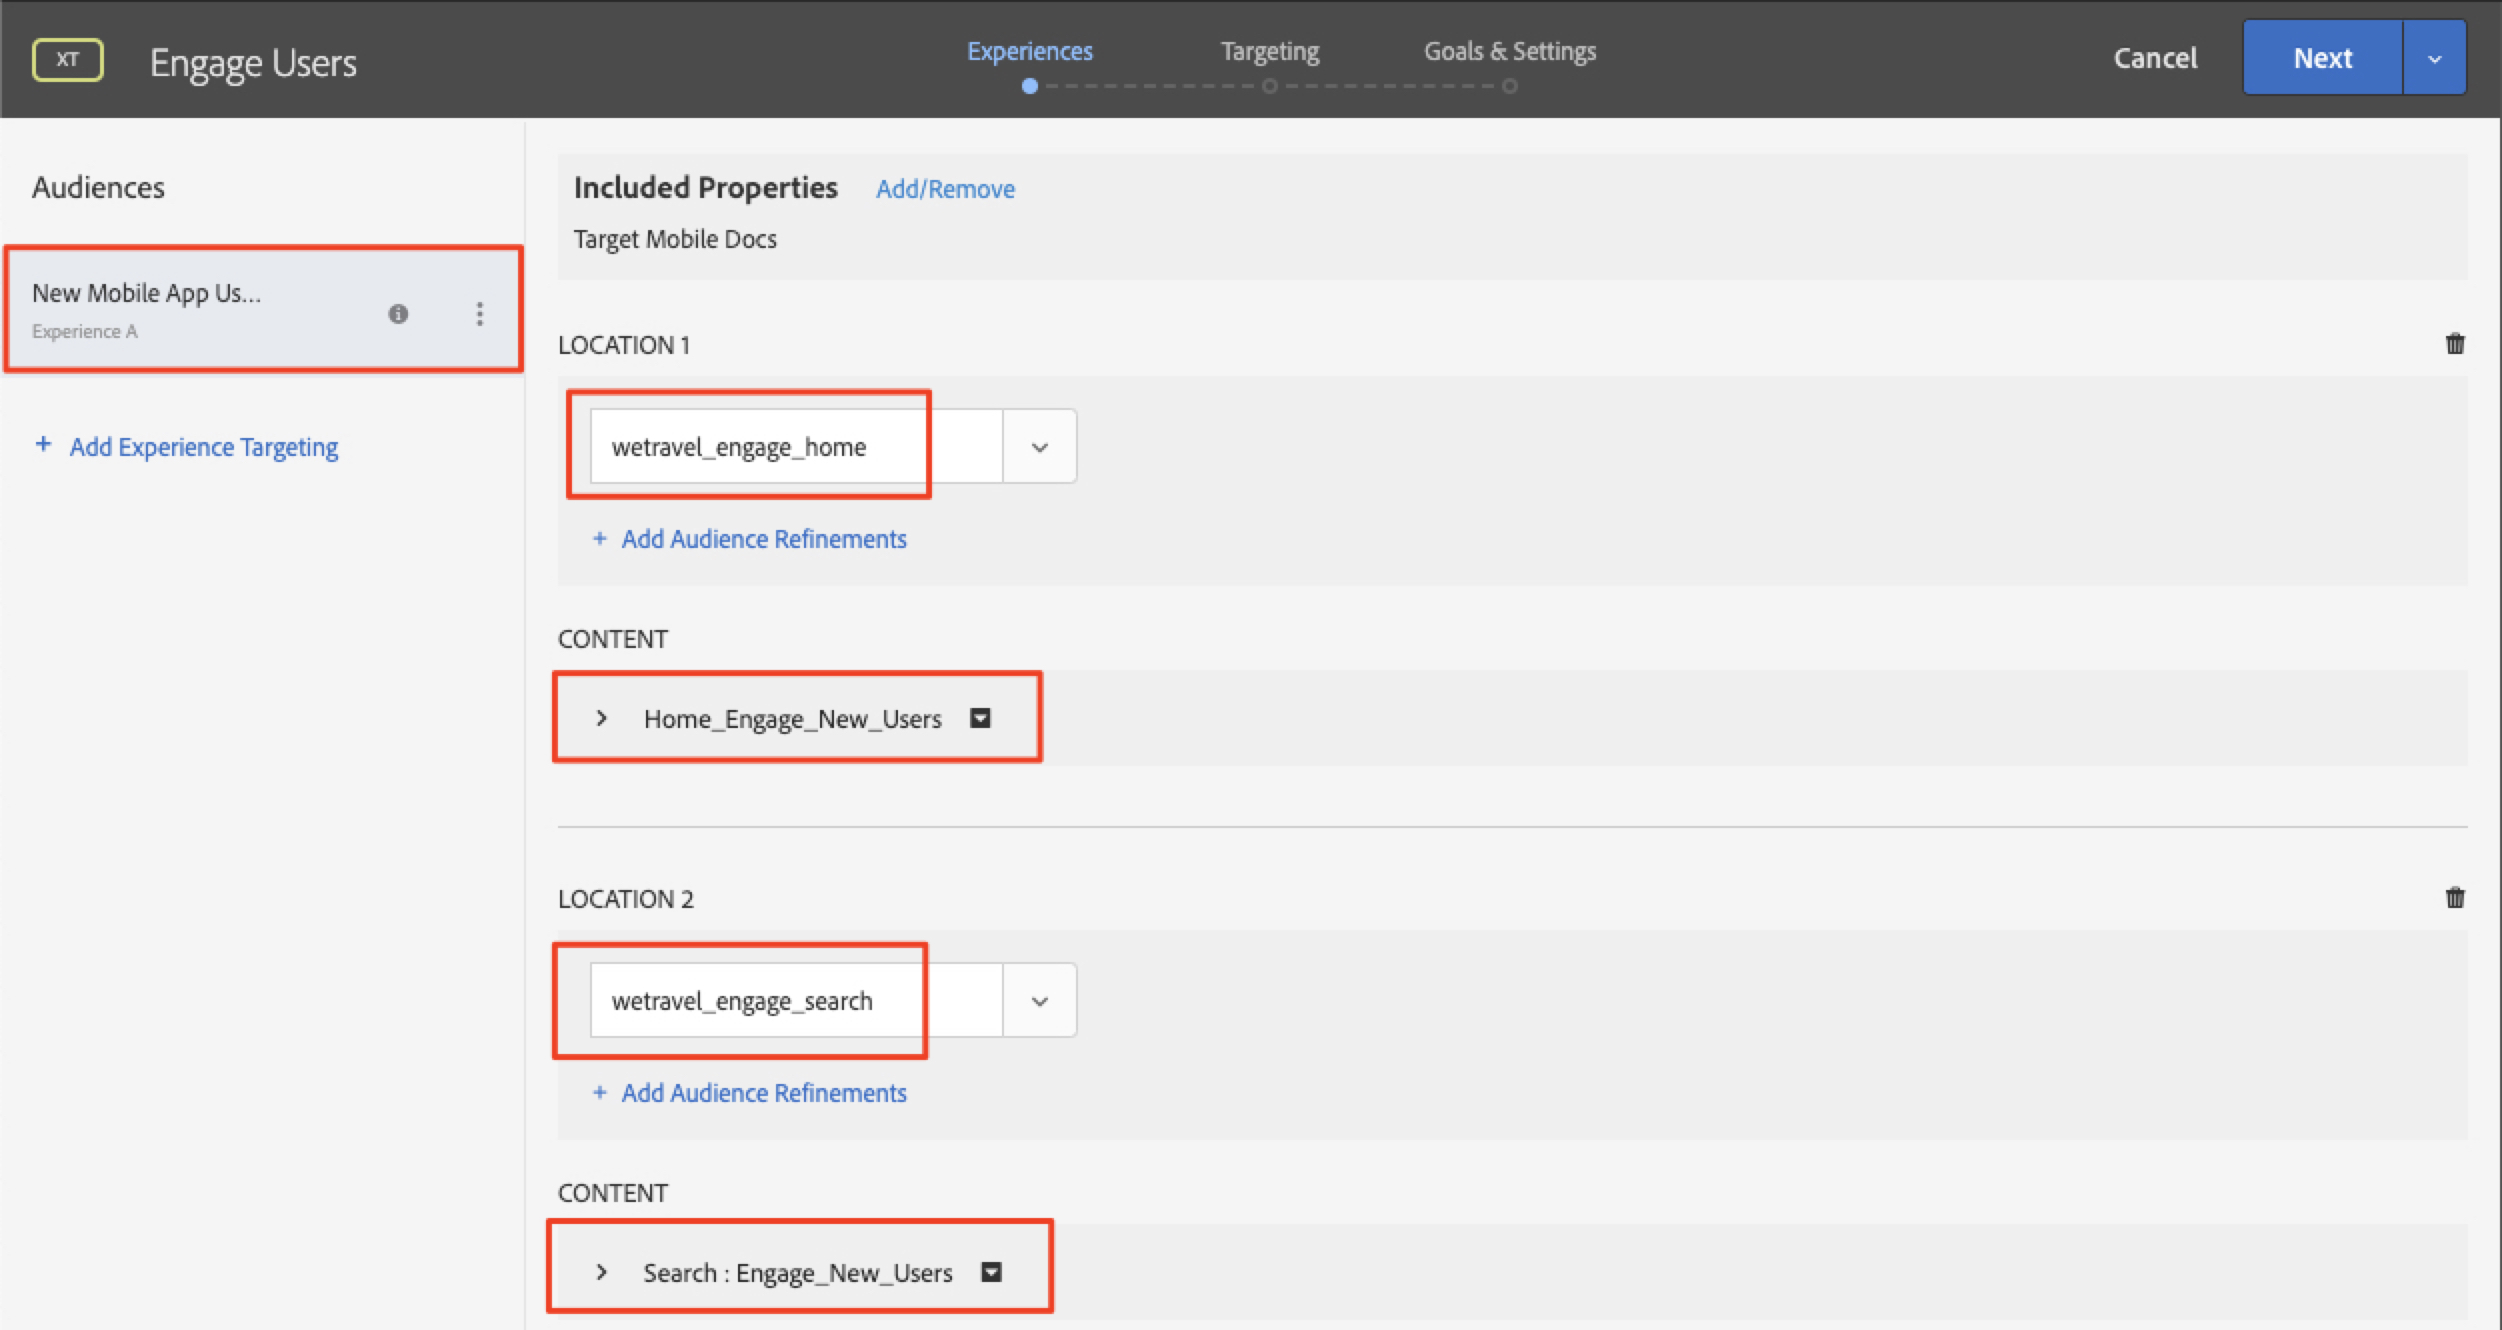 XT
Engage Users
Experiences
Targeting
Goals & Settings
Cancel
Next
Audiences
New Mobile App Us...
Experience A
+ Add Experience Targeting
Included Properties
Add/Remove
Target Mobile Docs
LOCATION 1
wetravel_engage_home
+ Add Audience Refinements
CONTENT
Home_Engage_New_Users
LOCATION 2
wetravel_engage_search
+ Add Audience Refinements
CONTENT
Search : Engage_New_Users